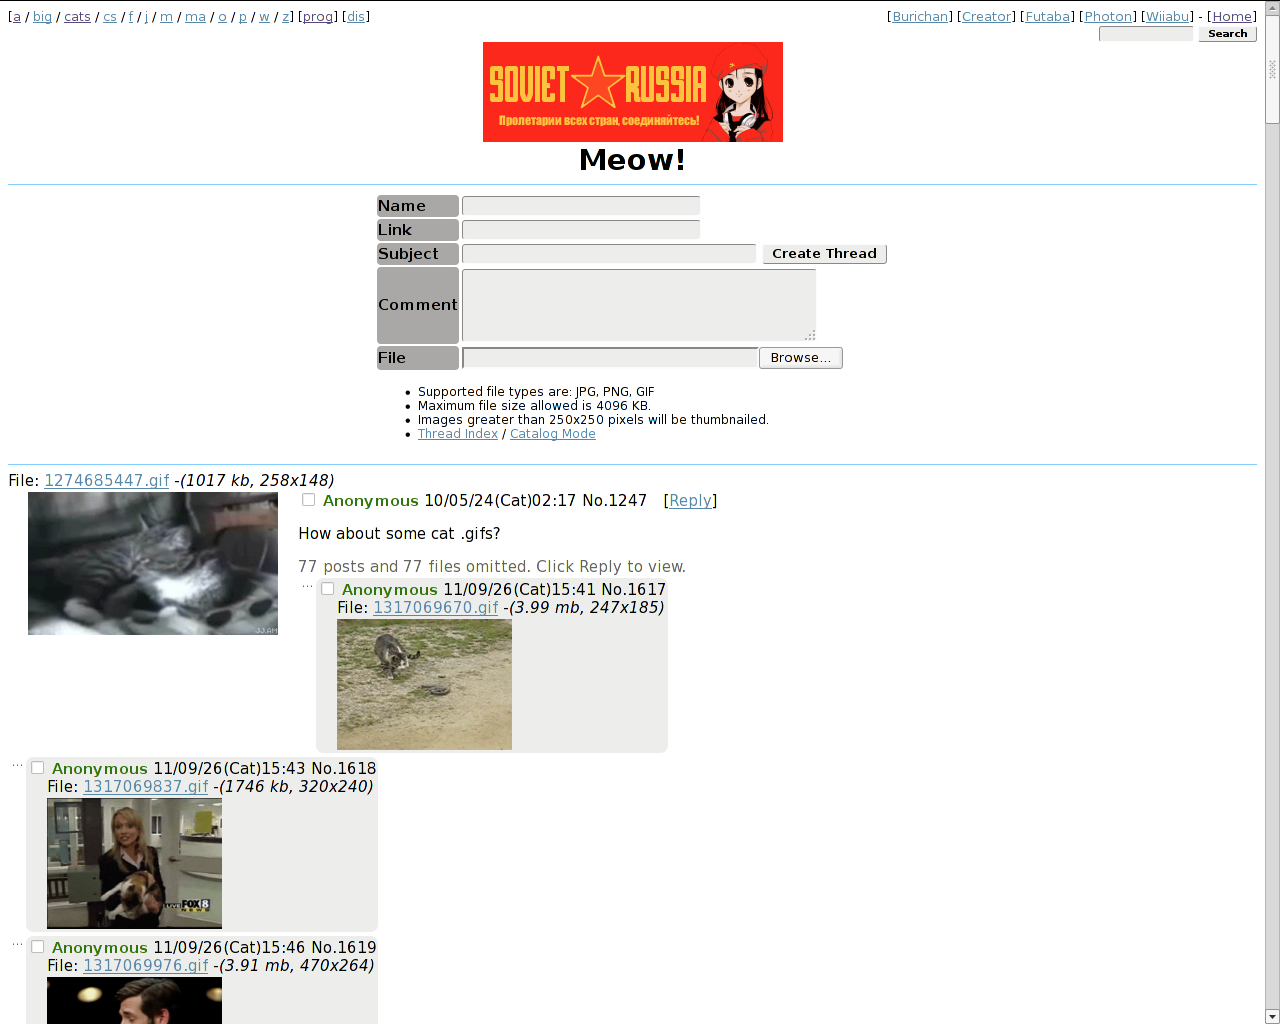 [a / big / cats / cs / f / j / m / ma / o / p / w / z] [prog] [dis]
[Burichan] [Creator] [Futaba] [Photon] [Wiiabu] - [Home]
Search
SOVIET RUSSIA
Пролетарии всех стран, соединяйтесь!
Meow!
Name
Link
Subject Create Thread
Comment
File Browse...
• Supported file types are: JPG, PNG, GIF
• Maximum file size allowed is 4096 KB.
• Images greater than 250x250 pixels will be thumbnailed.
• Thread Index / Catalog Mode
File: 1274685447.gif -(1017 kb, 258x148)
JJ.AM
Anonymous 10/05/24(Cat)02:17 No.1247 [Reply]
How about some cat .gifs?
77 posts and 77 files omitted. Click Reply to view.
... Anonymous 11/09/26(Cat)15:41 No.1617
File: 1317069670.gif -(3.99 mb, 247x185)
... Anonymous 11/09/26(Cat)15:43 No.1618
File: 1317069837.gif -(1746 kb, 320x240)
LIVE FOX 8
NEWS
... Anonymous 11/09/26(Cat)15:46 No.1619
File: 1317069976.gif -(3.91 mb, 470x264)